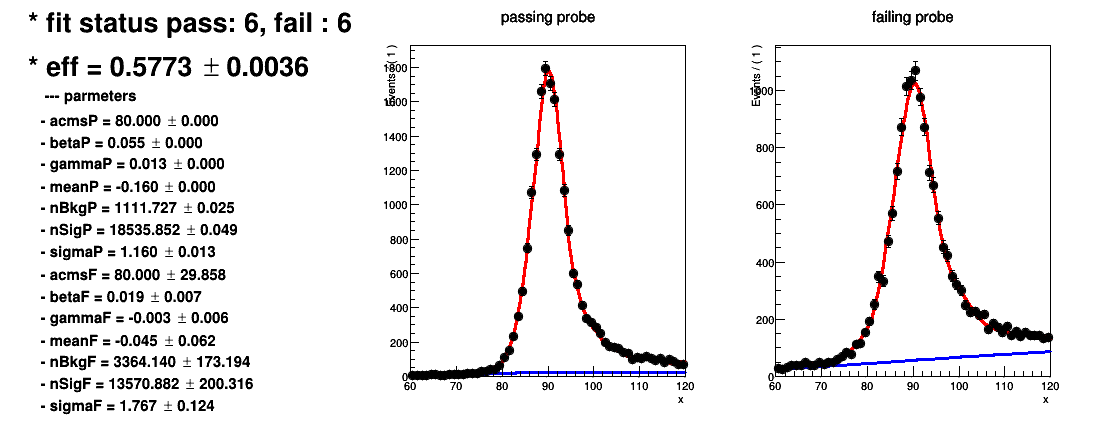 * fit status pass: 6, fail : 6
* eff = 0.5773 ± 0.0036
--- parmeters
- acmsP = 80.000 ± 0.000
- betaP = 0.055 ± 0.000
- gammaP = 0.013 ± 0.000
- meanP = -0.160 ± 0.000
- nBkgP = 1111.727 ± 0.025
- nSigP = 18535.852 ± 0.049
- sigmaP = 1.160 ± 0.013
- acmsF = 80.000 ± 29.858
- betaF = 0.019 ± 0.007
- gammaF = -0.003 ± 0.006
- meanF = -0.045 ± 0.062
- nBkgF = 3364.140 ± 173.194
- nSigF = 13570.882 ± 200.316
- sigmaF = 1.767 ± 0.124
passing probe
Events / ( 1 )
1800
1600
1400
1200
1000
800
600
400
200
0
60 70 80 90 100 110 120
x
failing probe
Events / ( 1 )
1000
800
600
400
200
0
60 70 80 90 100 110 120
x